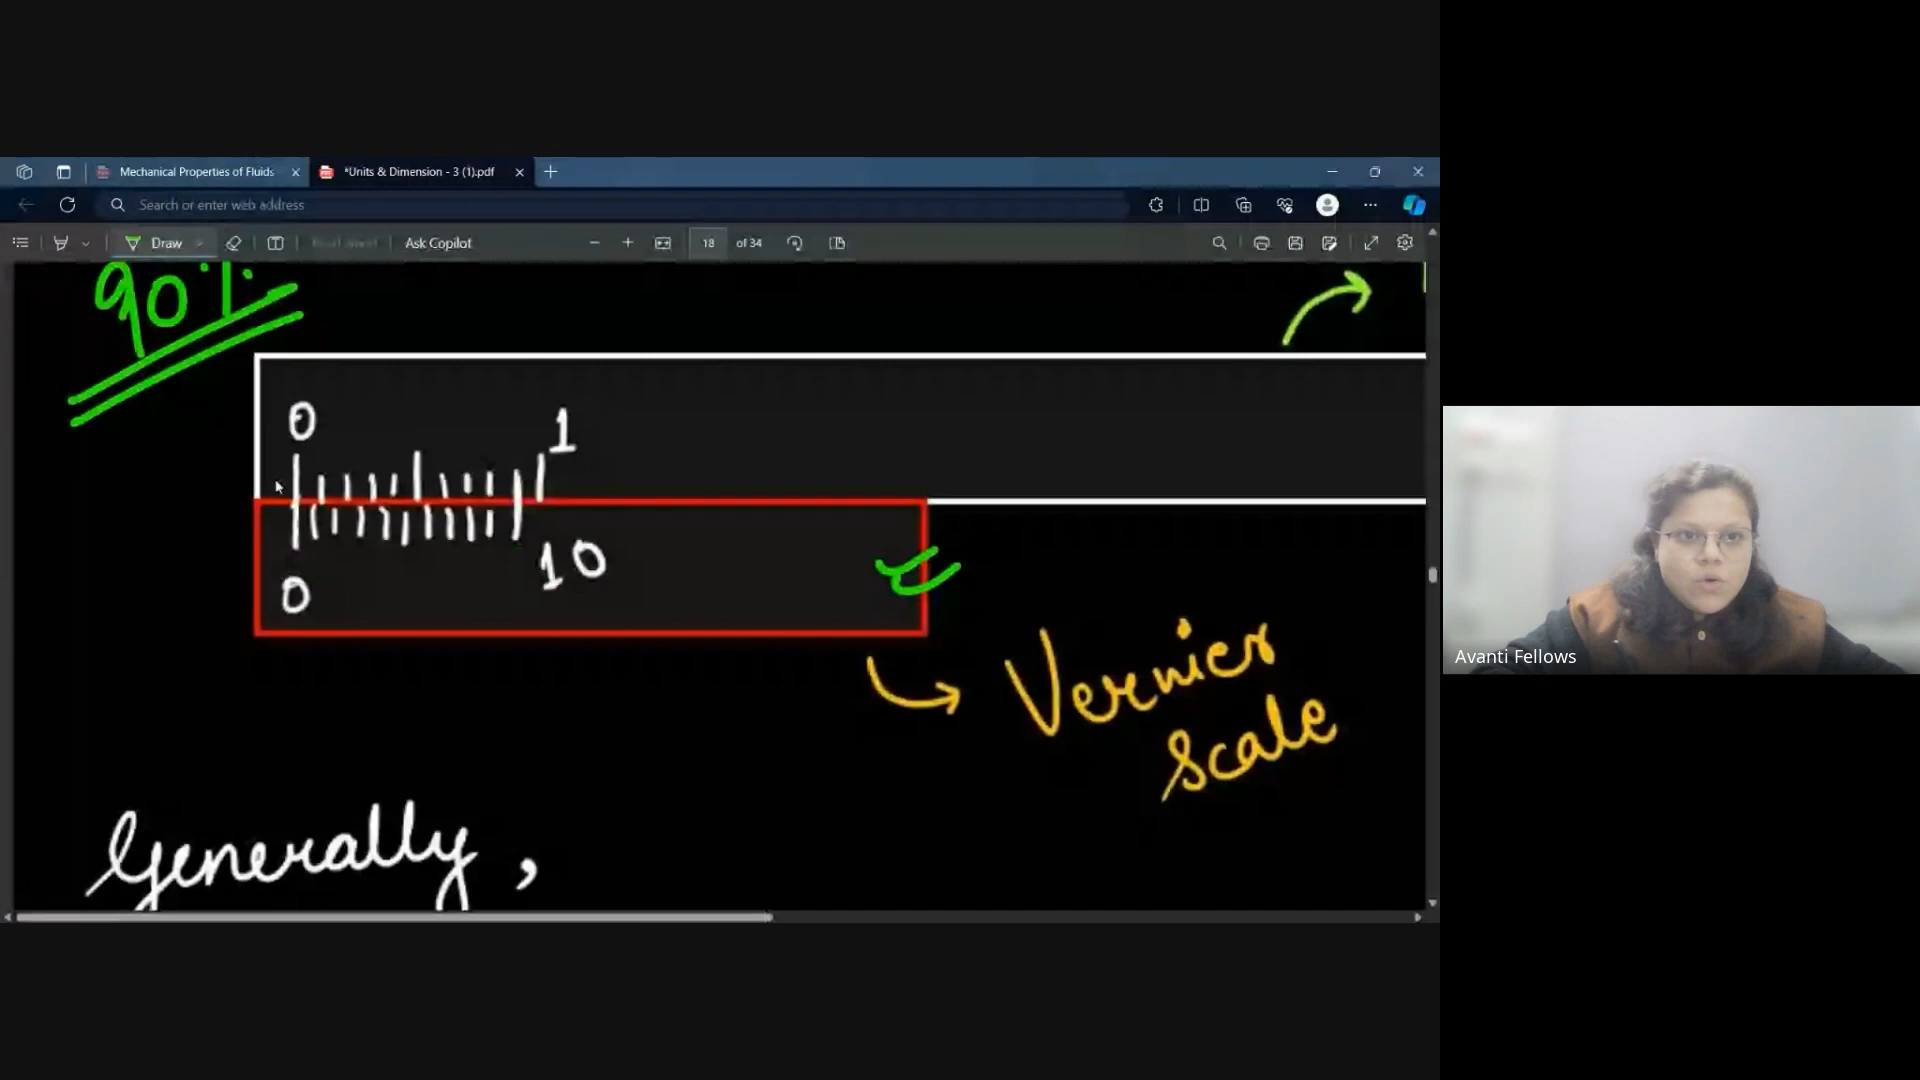 Mechanical Properties of Fluids
*Units & Dimension - 3 (1).pdf
Search or enter web address
Draw
Ask Copilot
18 of 34
90%
0 1
0 10
Vernier
Scale
Generally,
Avanti Fellows